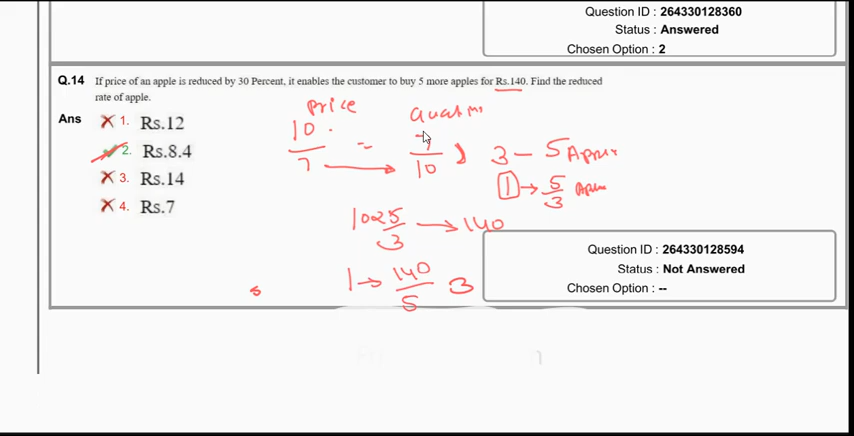 Question ID : 264330128360
Status : Answered
Chosen Option : 2
Q.14 If price of an apple is reduced by 30 Percent, it enables the customer to buy 5 more apples for Rs.140. Find the reduced
rate of apple.
Ans 1. Rs.12
2. Rs.8.4
3. Rs.14
4. Rs.7
Price
10 =
7
10
7
3 – 5
1 → 5/3
10 5/3 → 140
1 → 140/5 3
Question ID : 264330128594
Status : Not Answered
Chosen Option : --